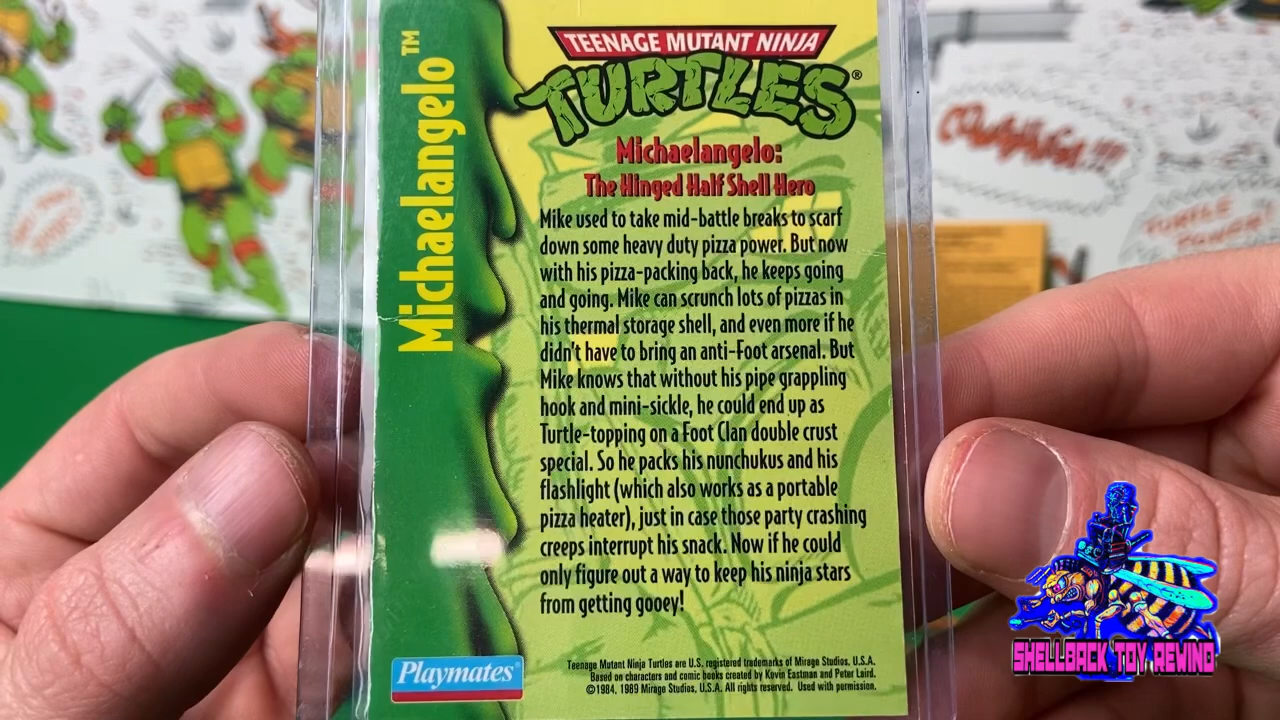 Michaelangelo™
TEENAGE MUTANT NINJA
TURTLES®
Michaelangelo:
The Hinged Half Shell Hero
Mike used to take mid-battle breaks to scarf
down some heavy duty pizza power. But now
with his pizza-packing back, he keeps going
and going. Mike can scrunch lots of pizzas in
his thermal storage shell, and even more if he
didn't have to bring an anti-Foot arsenal. But
Mike knows that without his pipe grappling
hook and mini-sickle, he could end up as
Turtle-topping on a Foot Clan double crust
special. So he packs his nunchukus and his
flashlight (which also works as a portable
pizza heater), just in case those party crashing
creeps interrupt his snack. Now if he could
only figure out a way to keep his ninja stars
from getting gooey!
Playmates®
Teenage Mutant Ninja Turtles are U.S. registered trademarks of Mirage Studios, U.S.A.
Based on characters and comic books created by Kevin Eastman and Peter Laird.
©1984, 1989 Mirage Studios, U.S.A. All rights reserved. Used with permission.
COWABUNGA!!!
TURTLE
POWER!
SHELLBACK TOY REWIND